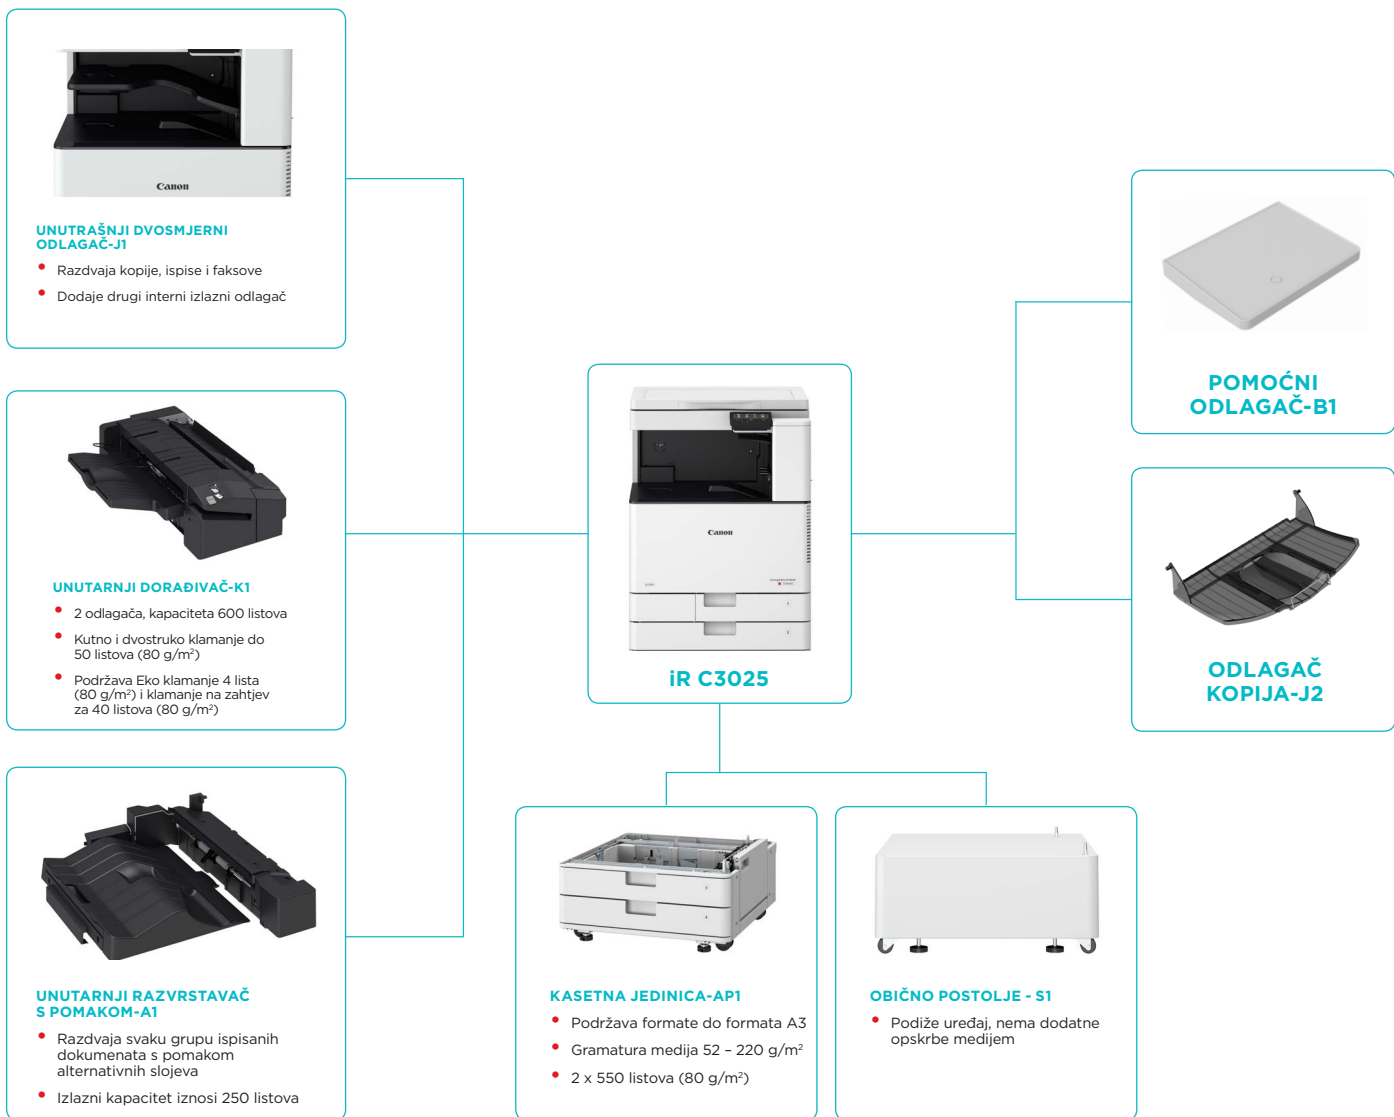 Canon
UNUTRAŠNJI DVOSMJERNI
ODLAGAČ-J1
• Razdvaja kopije, ispise i faksove
• Dodaje drugi interni izlazni odlagač
UNUTARNJI DORAĐIVAČ-K1
• 2 odlagača, kapaciteta 600 listova
• Kutno i dvostruko klamanje do
50 listova (80 g/m²)
• Podržava Eko klamanje 4 lista
(80 g/m²) i klamanje na zahtjev
za 40 listova (80 g/m²)
UNUTARNJI RAZVRSTAVAČ
S POMAKOM-A1
• Razdvaja svaku grupu ispisanih
dokumenata s pomakom
alternativnih slojeva
• Izlazni kapacitet iznosi 250 listova
Canon
1
2
iR C3025
KASETNA JEDINICA-AP1
• Podržava formate do formata A3
• Gramatura medija 52 – 220 g/m²
• 2 x 550 listova (80 g/m²)
OBIČNO POSTOLJE - S1
• Podiže uređaj, nema dodatne
opskrbe medijem
POMOĆNI
ODLAGAČ-B1
ODLAGAČ
KOPIJA-J2